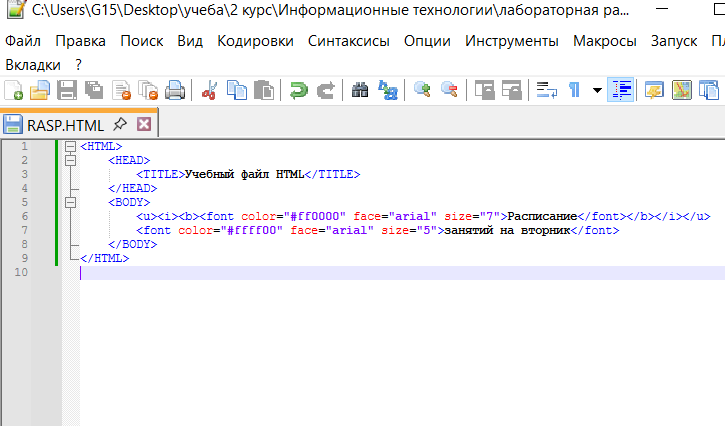 C:\Users\G15\Desktop\учеба\2 курс\Информационные технологии\лабораторная ра...
Файл Правка Поиск Вид Кодировки Синтаксисы Опции Инструменты Макросы Запуск Пл
Вкладки ?
RASP.HTML
1 <HTML>
2 <HEAD>
3 <TITLE>Учебный файл HTML</TITLE>
4 </HEAD>
5 <BODY>
6 <u><i><b><font color="#ff0000" face="arial" size="7">Расписание</font></b></i></u>
7 <font color="#ffff00" face="arial" size="5">занятий на вторник</font>
8 </BODY>
9 </HTML>
10